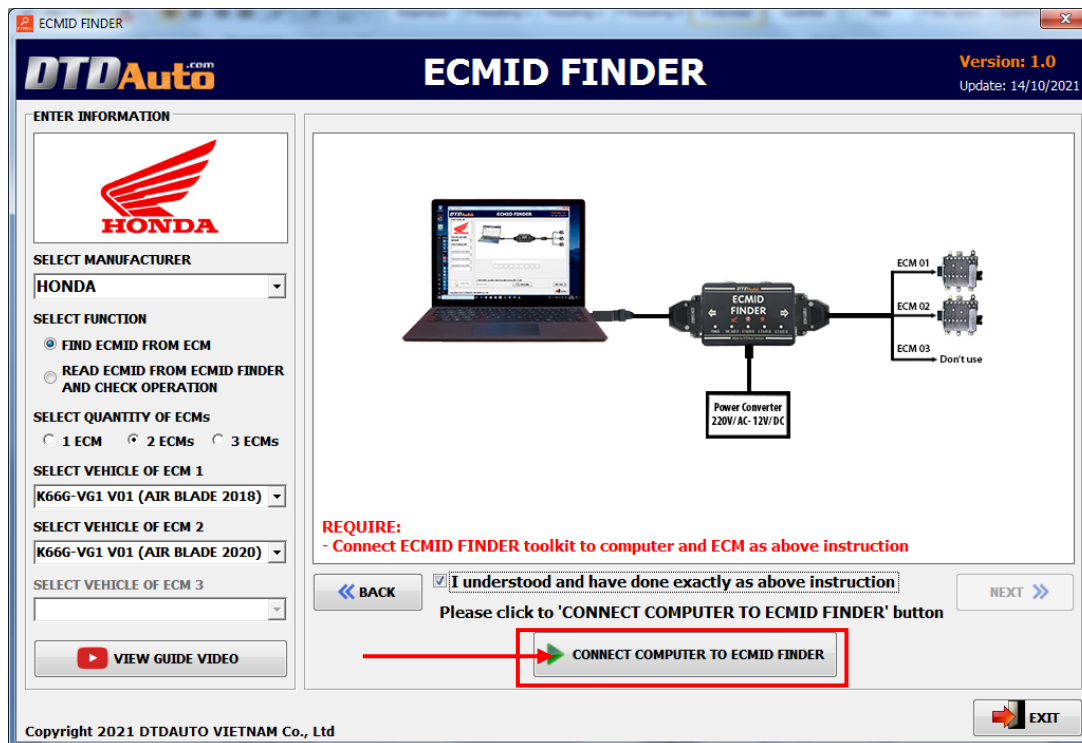 ECMID FINDER
DTDAuto.com
ECMID FINDER
Version: 1.0
Update: 14/10/2021
ENTER INFORMATION
HONDA
SELECT MANUFACTURER
HONDA
SELECT FUNCTION
FIND ECMID FROM ECM
READ ECMID FROM ECMID FINDER
AND CHECK OPERATION
SELECT QUANTITY OF ECMs
1 ECM 2 ECMs 3 ECMs
SELECT VEHICLE OF ECM 1
K66G-VG1 V01 (AIR BLADE 2018)
SELECT VEHICLE OF ECM 2
K66G-VG1 V01 (AIR BLADE 2020)
SELECT VEHICLE OF ECM 3
VIEW GUIDE VIDEO
ECMID FINDER
ECMID
FINDER
ECM 01
ECM 02
ECM 03
Don't use
Power Converter
220V/AC-12V/DC
REQUIRE:
- Connect ECMID FINDER toolkit to computer and ECM as above instruction
BACK
I understood and have done exactly as above instruction
NEXT
Please click to 'CONNECT COMPUTER TO ECMID FINDER' button
CONNECT COMPUTER TO ECMID FINDER
EXIT
Copyright 2021 DTDAUTO VIETNAM Co., Ltd